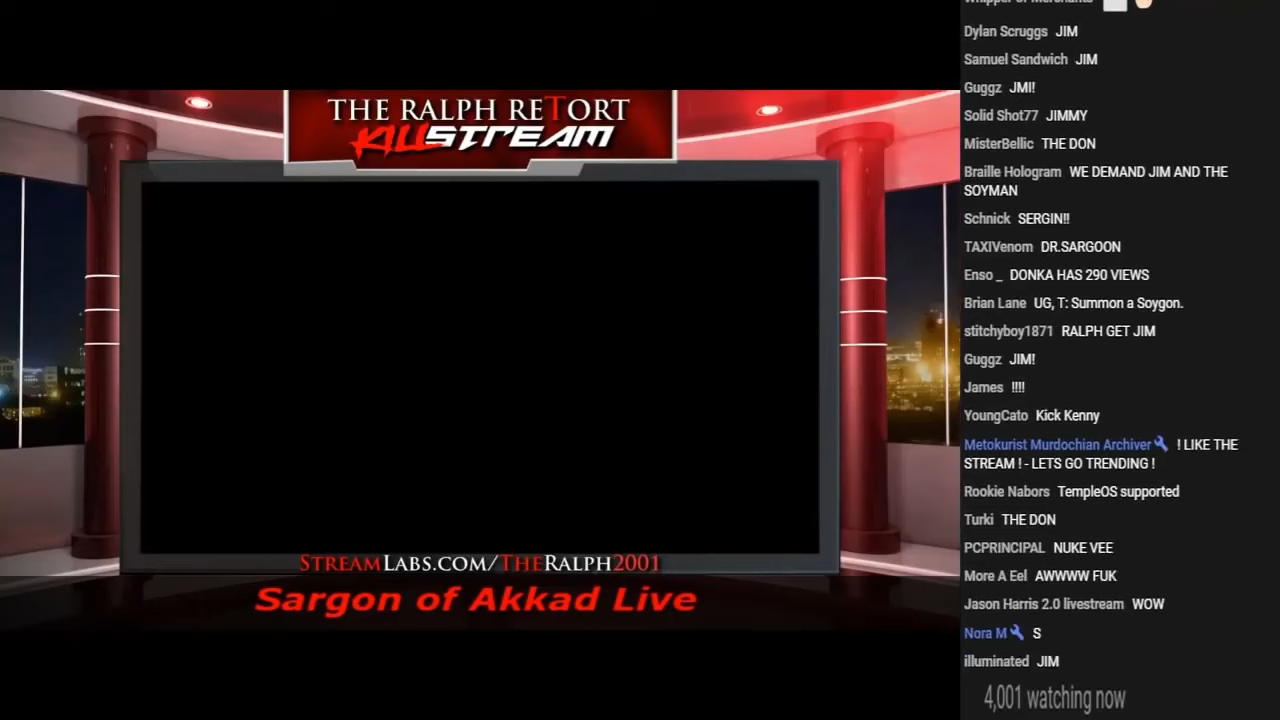 THE RALPH RETORT
KILLSTREAM
STREAMLABS.COM/THERALPH2001
Sargon of Akkad Live
Dylan Scruggs JIM
Samuel Sandwich JIM
Guggz JMI!
Solid Shot77 JIMMY
MisterBellic THE DON
Braille Hologram WE DEMAND JIM AND THE
SOYMAN
Schnick SERGIN!!
TAXIVenom DR.SARGOON
Enso _ DONKA HAS 290 VIEWS
Brian Lane UG, T: Summon a Soygon.
stitchyboy1871 RALPH GET JIM
Guggz JIM!
James !!!!
YoungCato Kick Kenny
Metokurist Murdochian Archiver ! LIKE THE
STREAM ! - LETS GO TRENDING !
Rookie Nabors TempleOS supported
Turki THE DON
PCPRINCIPAL NUKE VEE
More A Eel AWWWW FUK
Jason Harris 2.0 livestream WOW
Nora M S
illuminated JIM
4,001 watching now